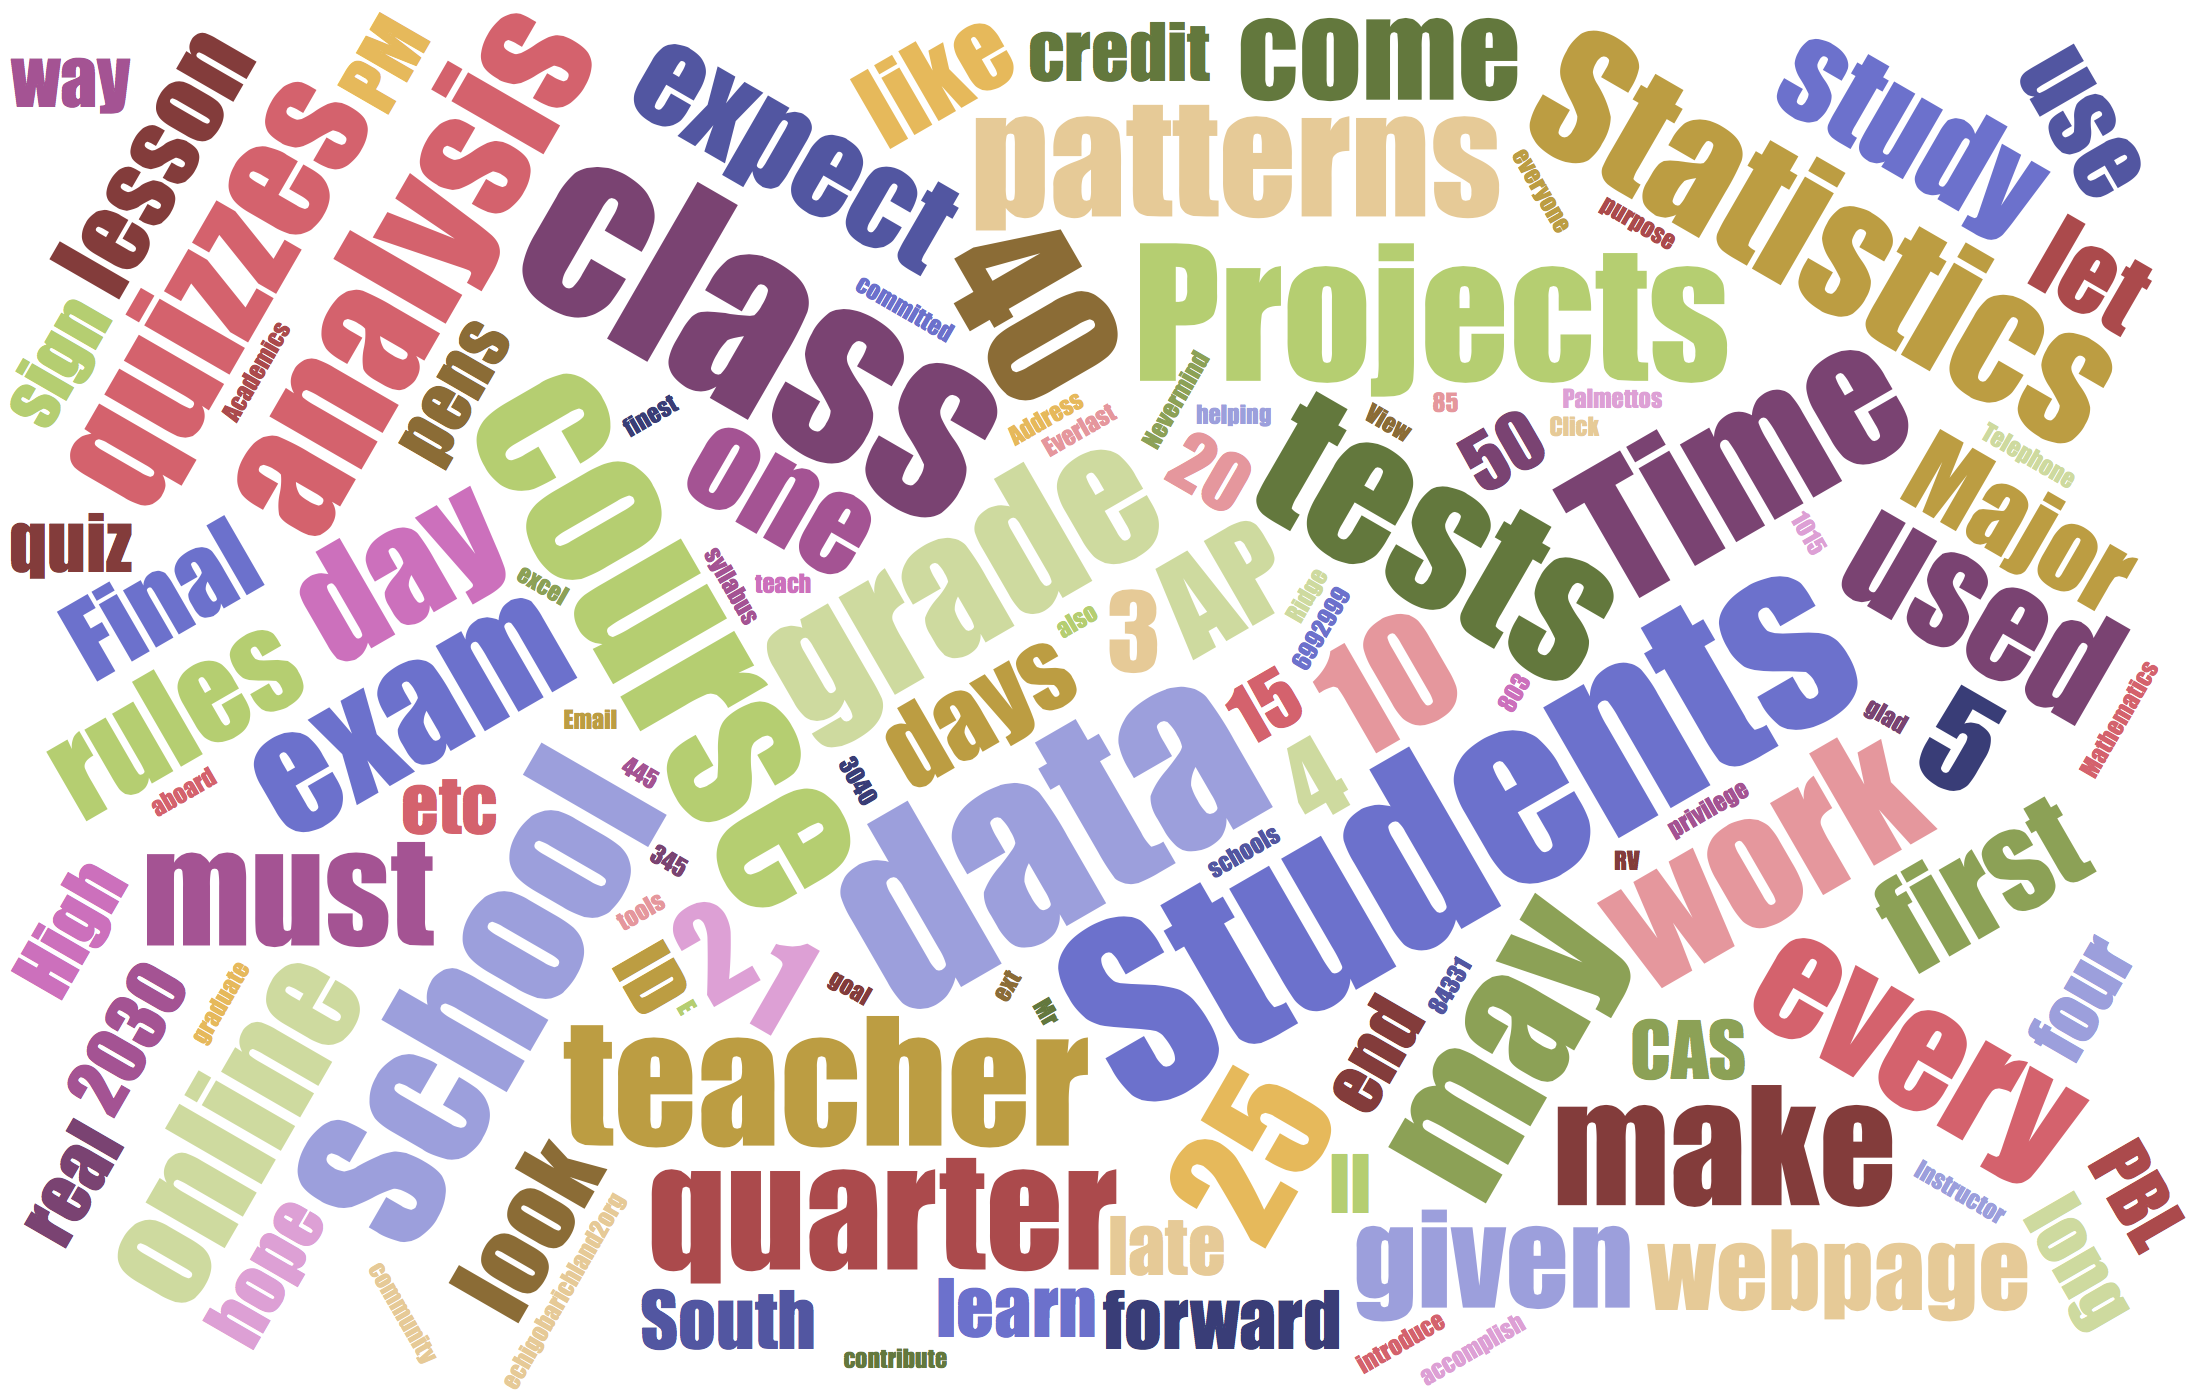 way
lesson
PM
quizzes
analysis
sign
Academics
pens
expect
like
credit
come
patterns
Statistics
study
use
everyone
purpose
let
class
committed
40
Projects
finest
Address
Everlast
Nevermind
helping
85
Palmettos
View
Click
50
Time
Telephone
Major
one
20
tests
course
grade
quiz
Final
day
excel
syllabus
teach
also
3
AP
Ridge
6992999
1015
used
rules
exam
Email
days
15
10
803
Students
glad
5
Mathematics
aboard
etc
445
3040
data
4
schools
privilege
RV
work
first
must
School
345
tools
High
ID
21
E
goal
ext
Mr
84331
may
every
four
real
2030
graduate
online
teacher
end
CAS
make
look
hope
25
ll
quarter
late
given
webpage
Instructor
PBL
long
community
echigobarichland2org
South
learn
forward
contribute
introduce
accomplish